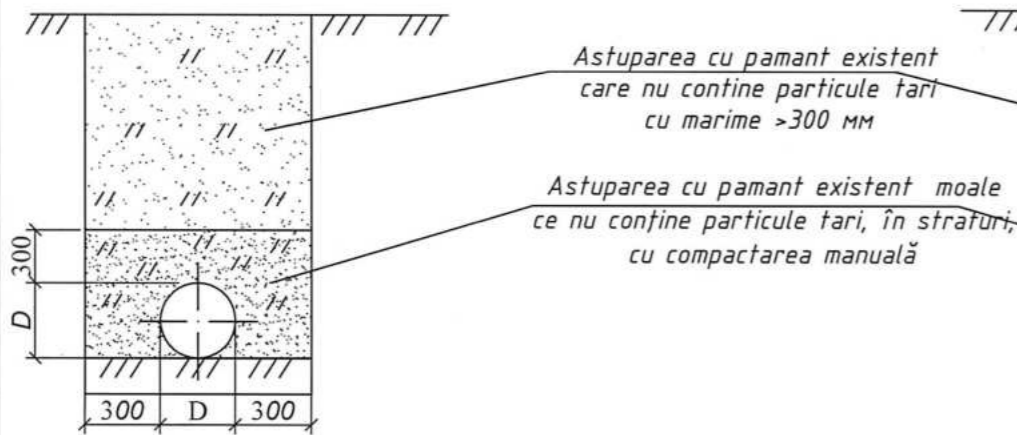 Astuparea cu pamant existent
care nu contine particule tari
cu marime >300 мм
Astuparea cu pamant existent moale
ce nu conține particule tari, în straturi,
cu compactarea manuală
300
D
300 D 300